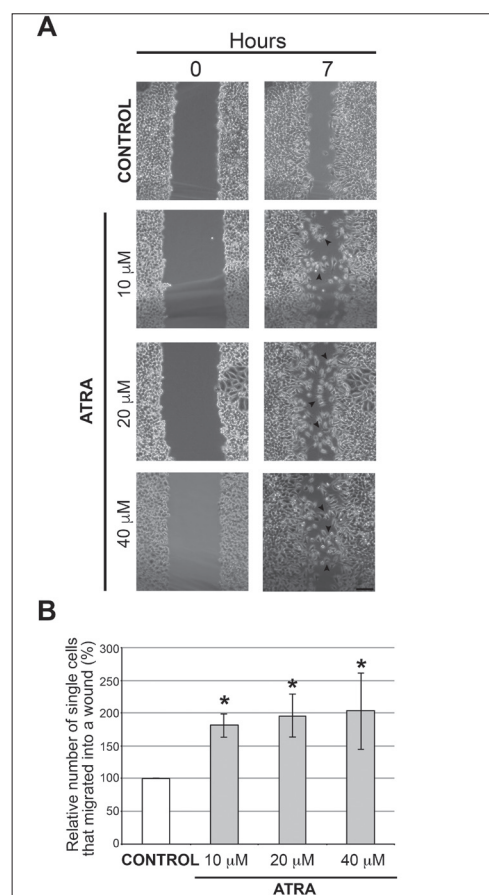 A
Hours
0 7
CONTROL
ATRA
10 µM
20 µM
40 µM
B
Relative number of single cells
that migrated into a wound (%)
300
250
200
150
100
50
0
* * *
CONTROL 10 µM 20 µM 40 µM
ATRA